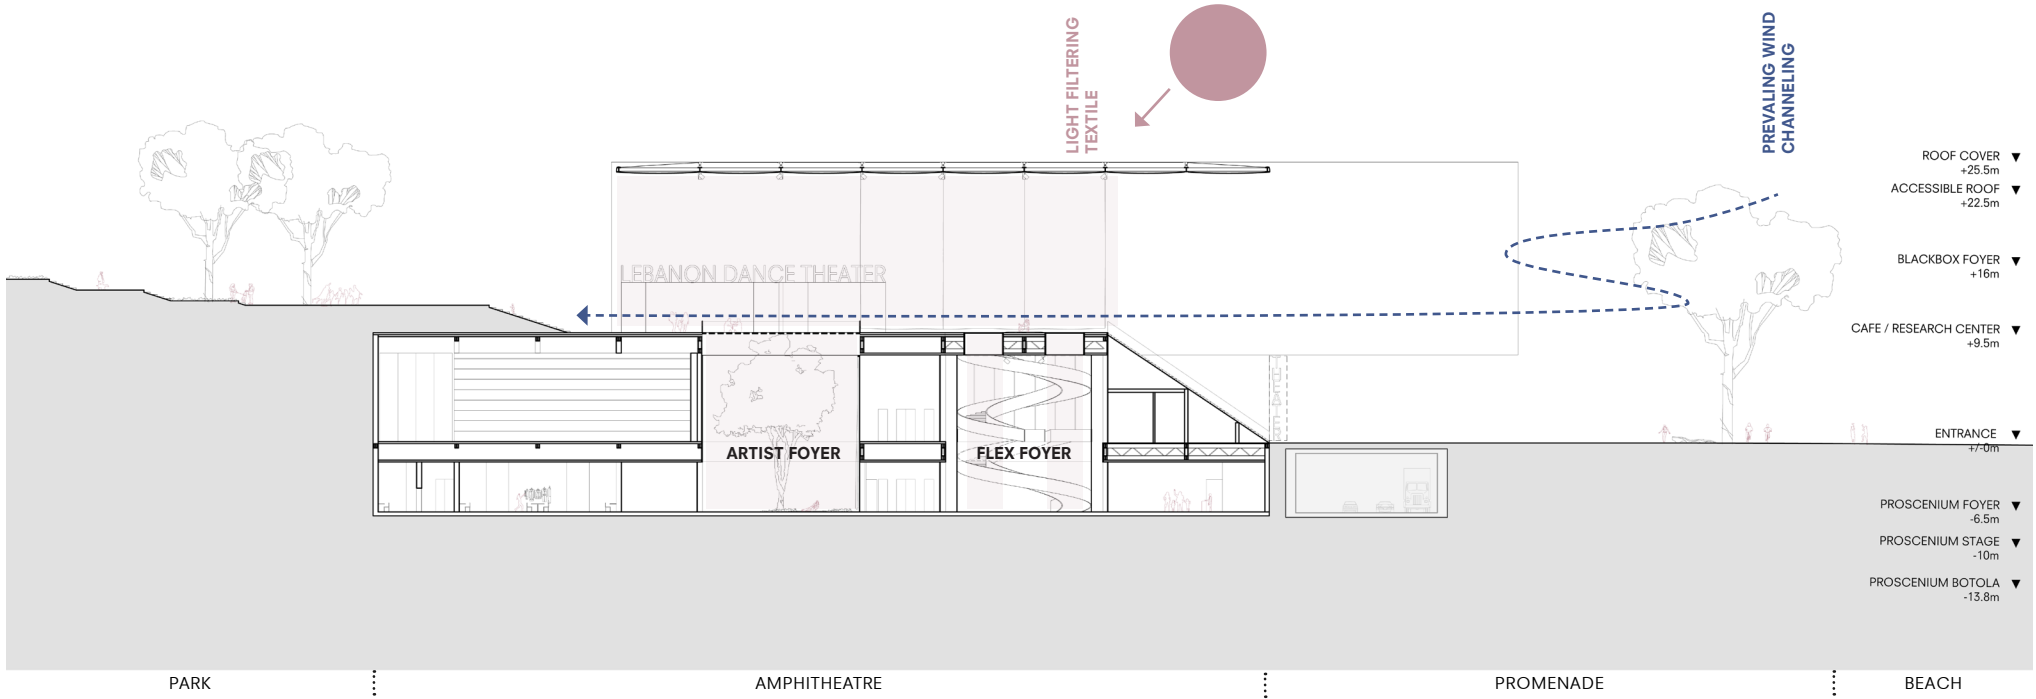 LIGHT FILTERING
TEXTILE
PREVALING WIND
CHANNELING
ROOF COVER ▼
+25.5m
ACCESSIBLE ROOF ▼
+22.5m
LEBANON DANCE THEATER
BLACKBOX FOYER ▼
+16m
CAFE / RESEARCH CENTER ▼
+9.5m
ENTRANCE ▼
+/-0m
ARTIST FOYER
FLEX FOYER
PROSCENIUM FOYER ▼
-6.5m
PROSCENIUM STAGE ▼
-10m
PROSCENIUM BOTOLA ▼
-13.8m
PARK
AMPHITHEATRE
PROMENADE
BEACH